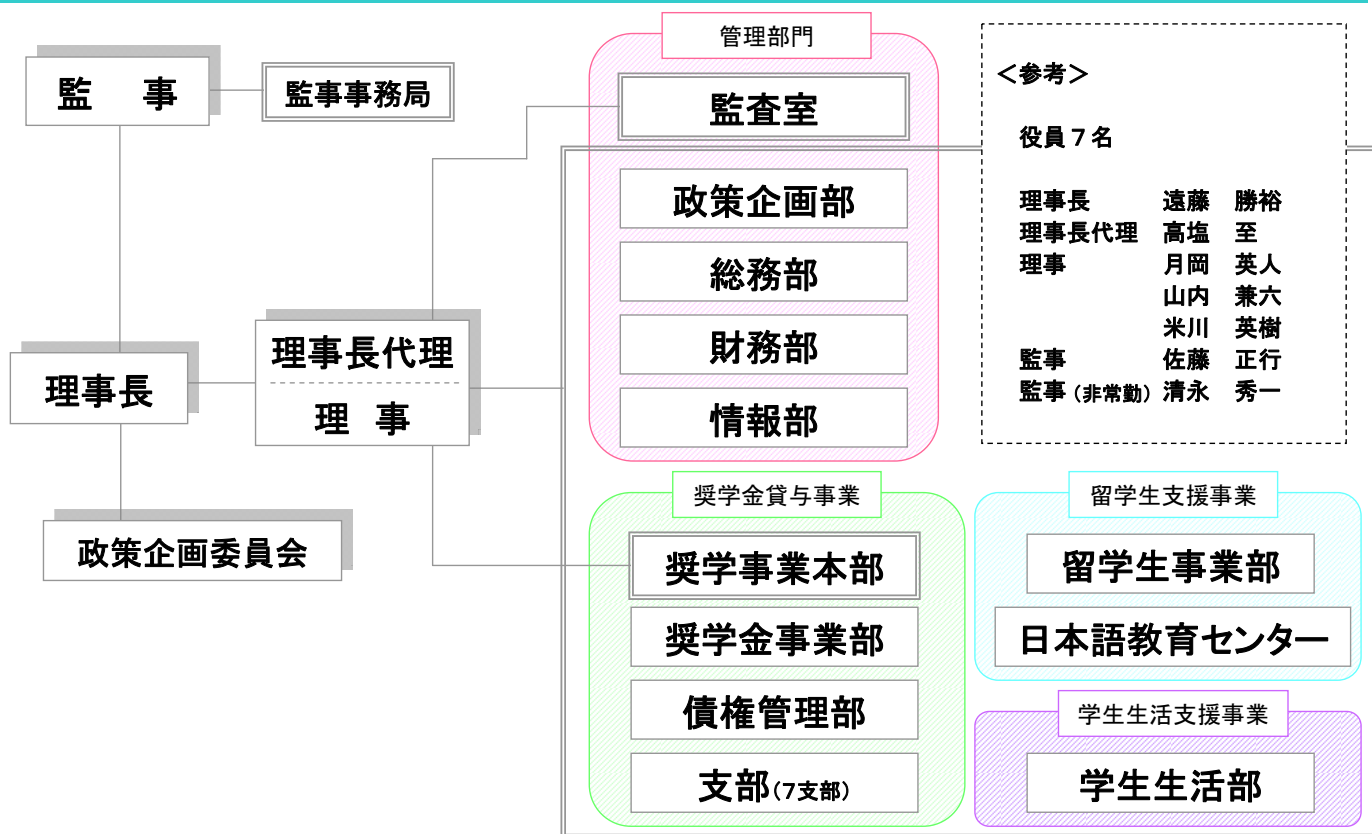 監　事
監事事務局
理事長
理事長代理
理　事
政策企画委員会
管理部門
監査室
政策企画部
総務部
財務部
情報部
＜参考＞
役員７名
理事長　遠藤　勝裕
理事長代理　高塩　至
理事　月岡　英人
山内　兼六
米川　英樹
監事　佐藤　正行
監事（非常勤）清永　秀一
奨学金貸与事業
奨学事業本部
奨学金事業部
債権管理部
支部（７支部）
留学生支援事業
留学生事業部
日本語教育センター
学生生活支援事業
学生生活部